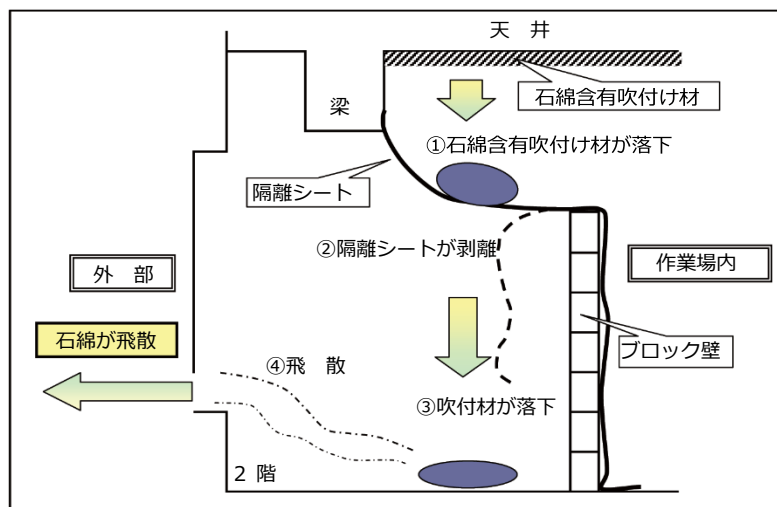 天　井
石綿含有吹付け材
梁
①石綿含有吹付け材が落下
隔離シート
②隔離シートが剥離
外　部
作業場内
石綿が飛散
ブロック壁
④飛　散
③吹付材が落下
２ 階